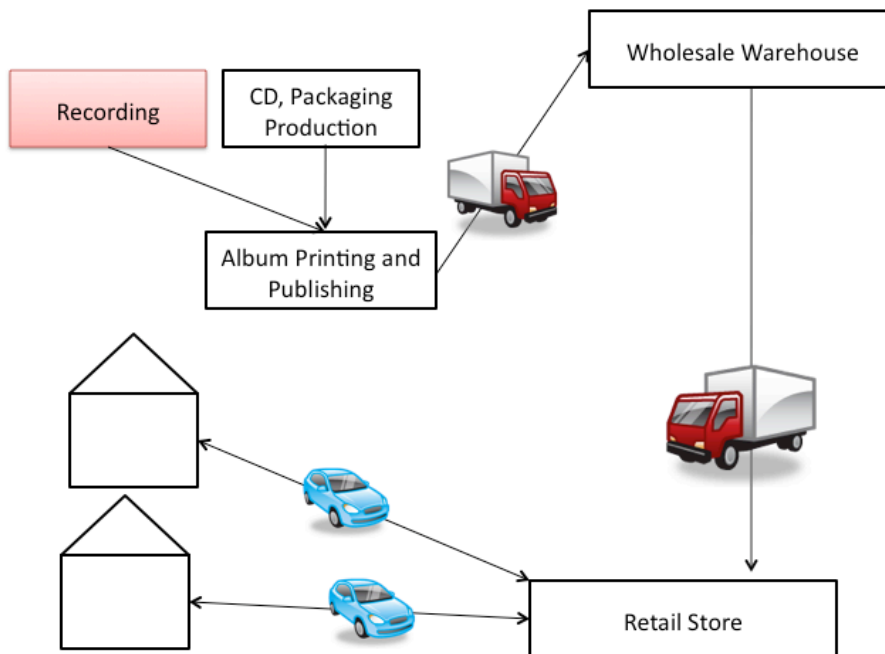 Wholesale Warehouse
Recording
CD, Packaging
Production
Album Printing and
Publishing
Retail Store